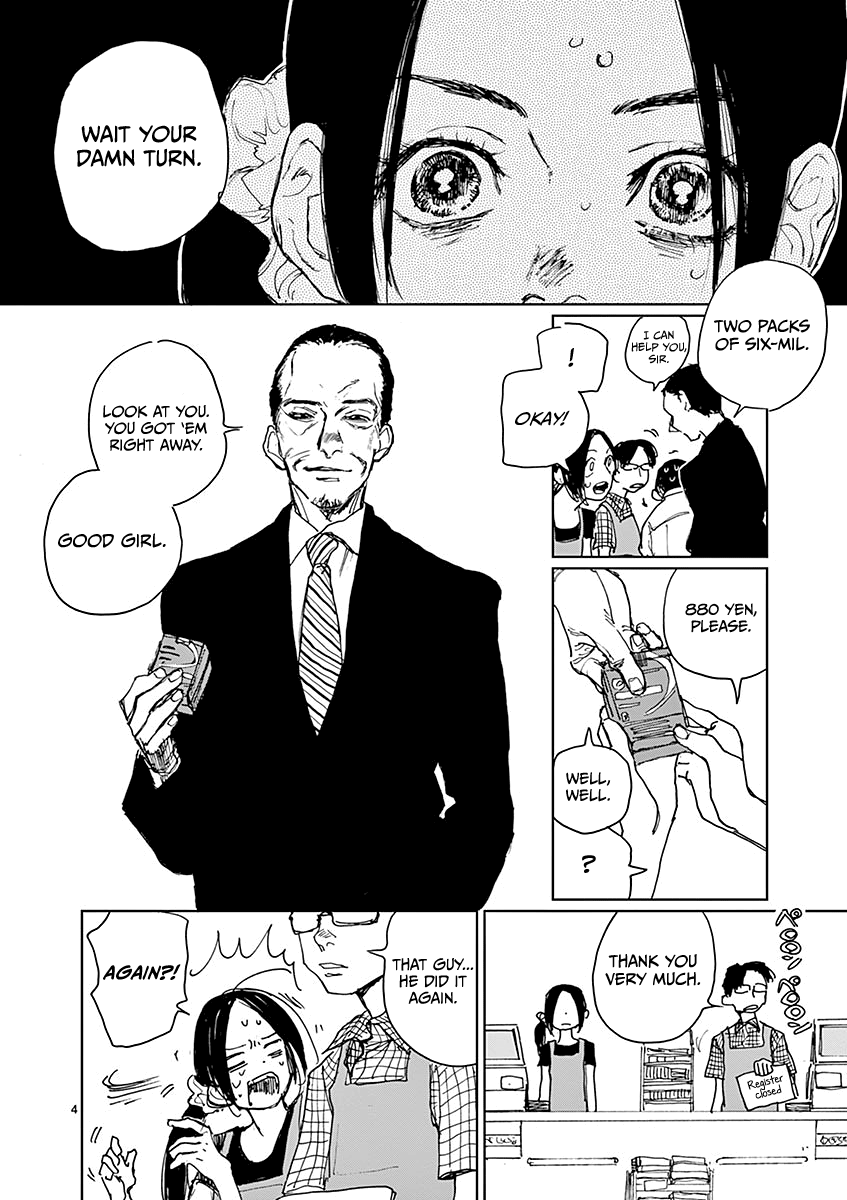 WAIT YOUR
DAMN TURN.
TWO PACKS
OF SIX-MIL.
I CAN
HELP YOU,
SIR.
!
OKAY!
880 YEN,
PLEASE.
WELL,
WELL.
?
LOOK AT YOU.
YOU GOT 'EM
RIGHT AWAY.
GOOD GIRL.
THANK YOU
VERY MUCH.
Register
closed
THAT GUY...
HE DID IT
AGAIN.
AGAIN?!
4